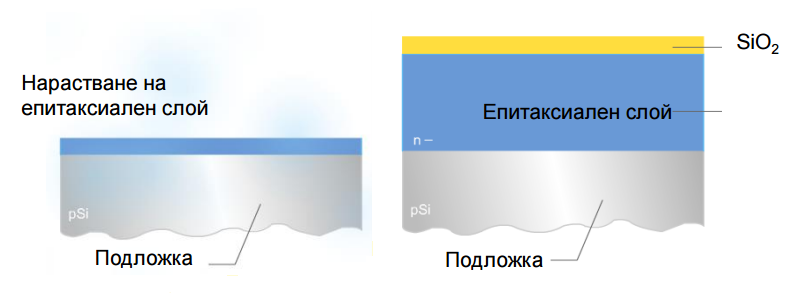 Нарастване на
епитаксиален слой
pSi
Подложка
SiO₂
Епитаксиален слой
n –
pSi
Подложка